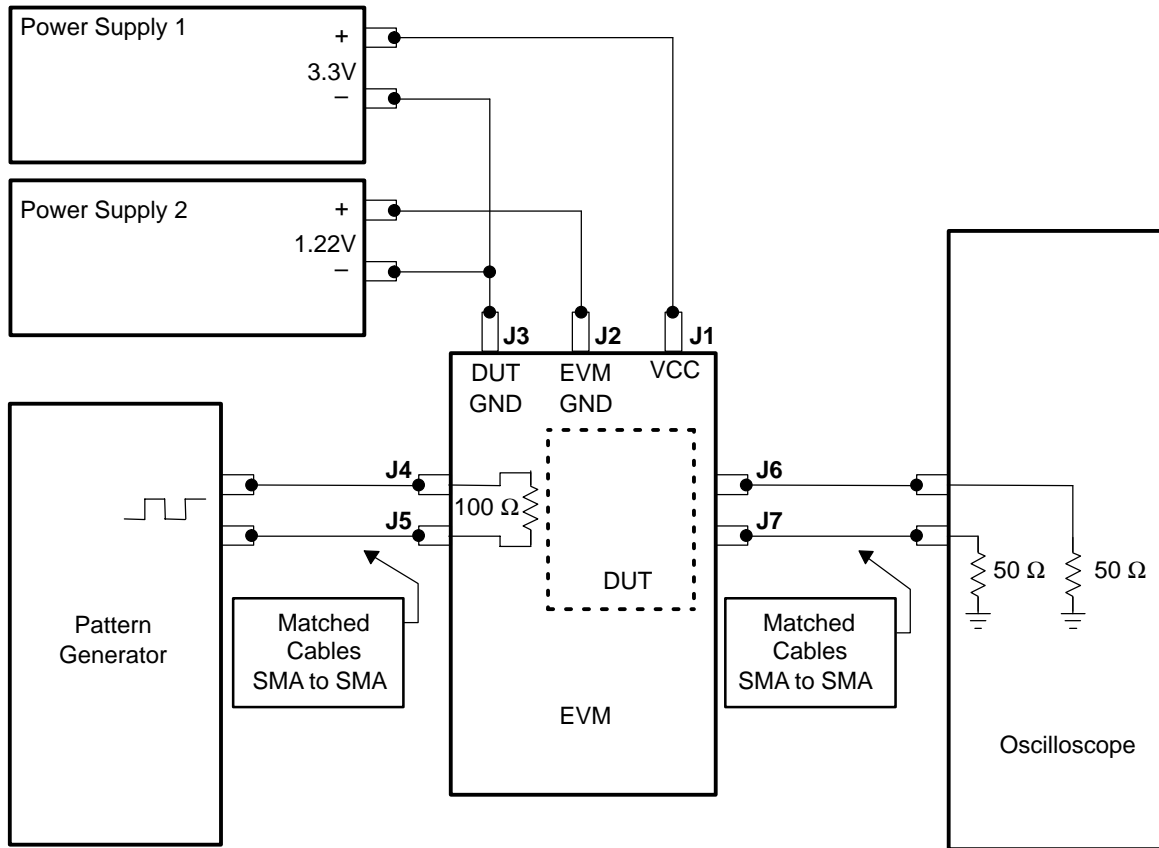 Power Supply 1
+
3.3V
–
Power Supply 2
+
1.22V
–
J3
J2
J1
DUT
GND
EVM
GND
VCC
J4
J5
100 Ω
DUT
J6
J7
50 Ω
50 Ω
Pattern
Generator
Matched
Cables
SMA to SMA
EVM
Matched
Cables
SMA to SMA
Oscilloscope